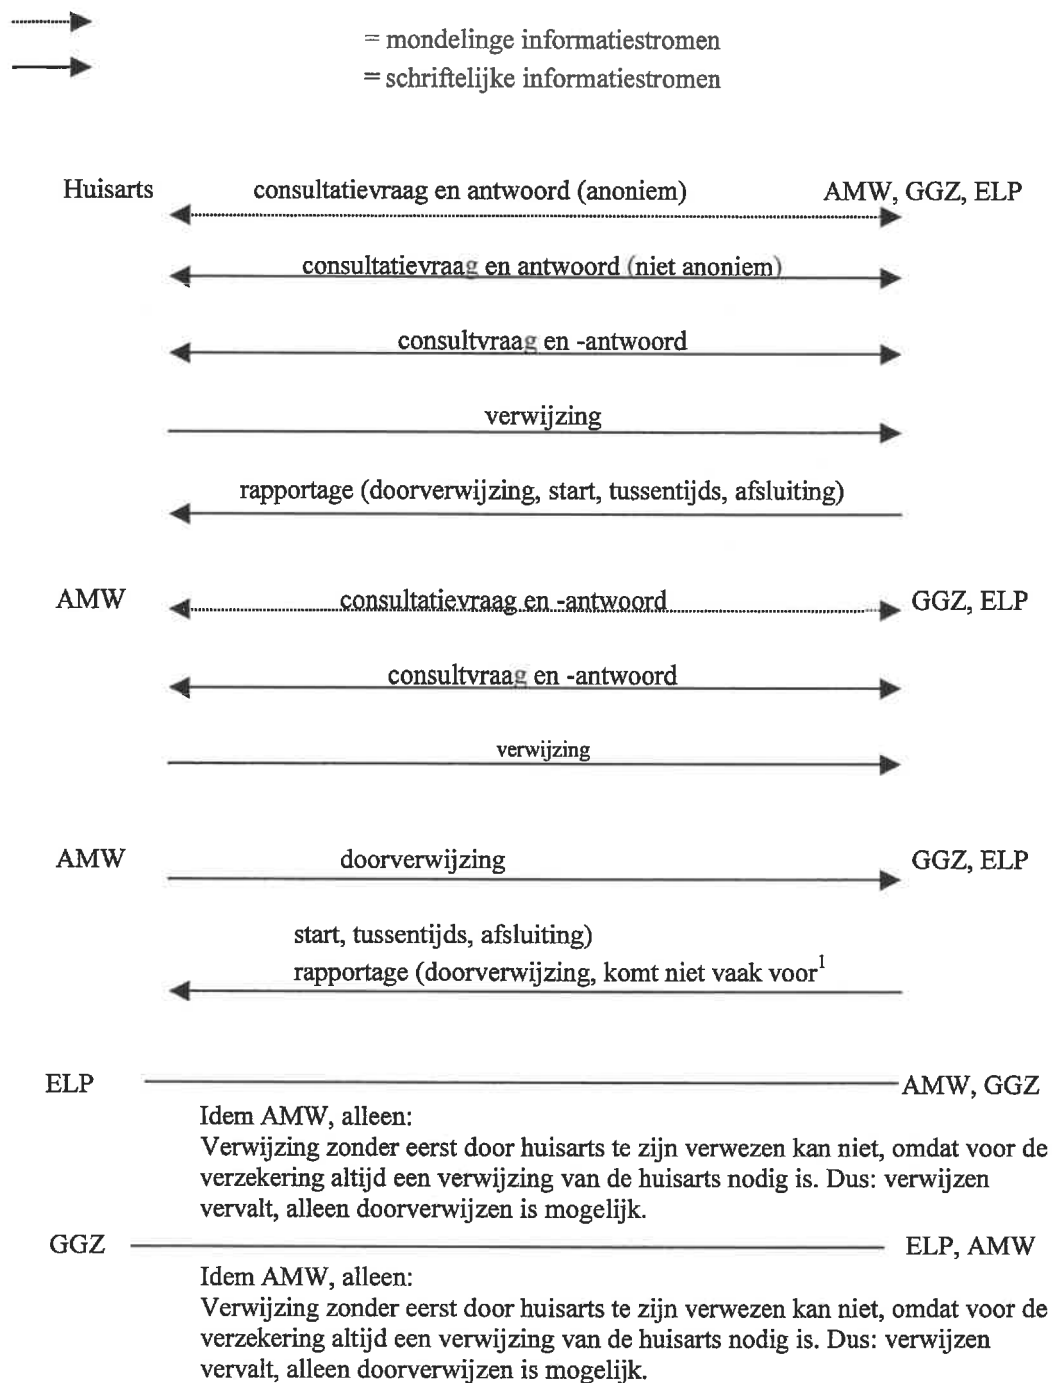 = mondelinge informatiestromen
= schriftelijke informatiestromen
Huisarts consultatievraag en antwoord (anoniem) AMW, GGZ, ELP
consultatievraag en antwoord (niet anoniem)
consultvraag en -antwoord
verwijzing
rapportage (doorverwijzing, start, tussentijds, afsluiting)
AMW consultatievraag en -antwoord GGZ, ELP
consultvraag en -antwoord
verwijzing
AMW doorverwijzing GGZ, ELP
start, tussentijds, afsluiting)
rapportage (doorverwijzing, komt niet vaak voor1
ELP AMW, GGZ
Idem AMW, alleen:
Verwijzing zonder eerst door huisarts te zijn verwezen kan niet, omdat voor de
verzekering altijd een verwijzing van de huisarts nodig is. Dus: verwijzen
vervalt, alleen doorverwijzen is mogelijk.
GGZ ELP, AMW
Idem AMW, alleen:
Verwijzing zonder eerst door huisarts te zijn verwezen kan niet, omdat voor de
verzekering altijd een verwijzing van de huisarts nodig is. Dus: verwijzen
vervalt, alleen doorverwijzen is mogelijk.